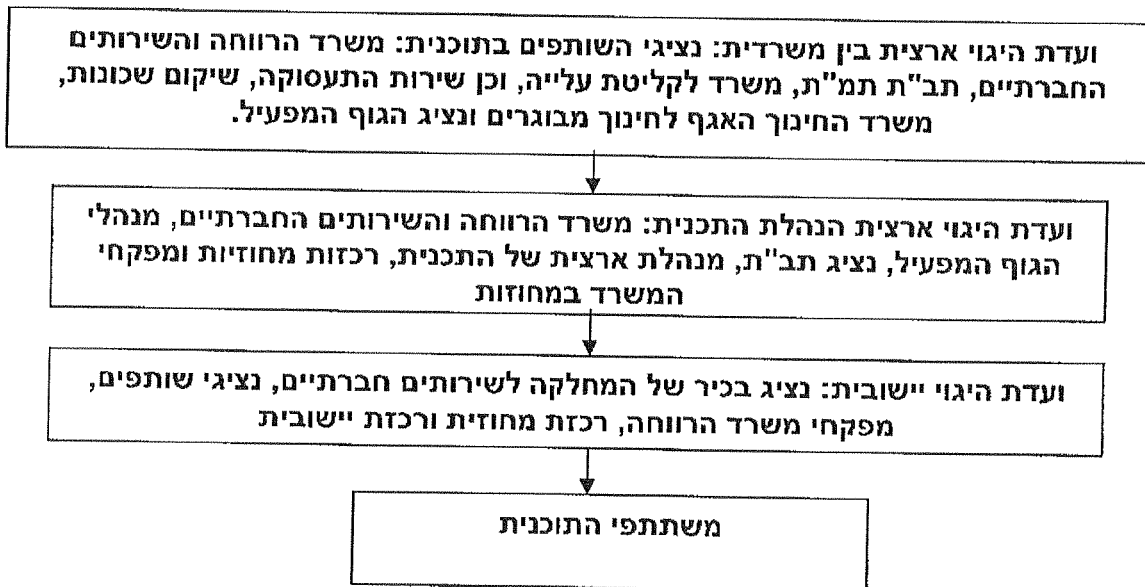 ועדת היגוי ארצית בין משרדית: נציגי השותפים בתוכנית: משרד הרווחה והשירותים
החברתיים, תב"ת תמ"ת, משרד לקליטת עלייה, וכן שירות התעסוקה, שיקום שכונות,
משרד החינוך האגף לחינוך מבוגרים ונציג הגוף המפעיל.
ועדת היגוי ארצית הנהלת התכנית: משרד הרווחה והשירותים החברתיים, מנהלי
הגוף המפעיל, נציג תב"ת, מנהלת ארצית של התכנית, רכזות מחוזיות ומפקחי
המשרד במחוזות
ועדת היגוי יישובית: נציג בכיר של המחלקה לשירותים חברתיים, נציגי שותפים,
מפקחי משרד הרווחה, רכזת מחוזית ורכזת יישובית
משתתפי התוכנית